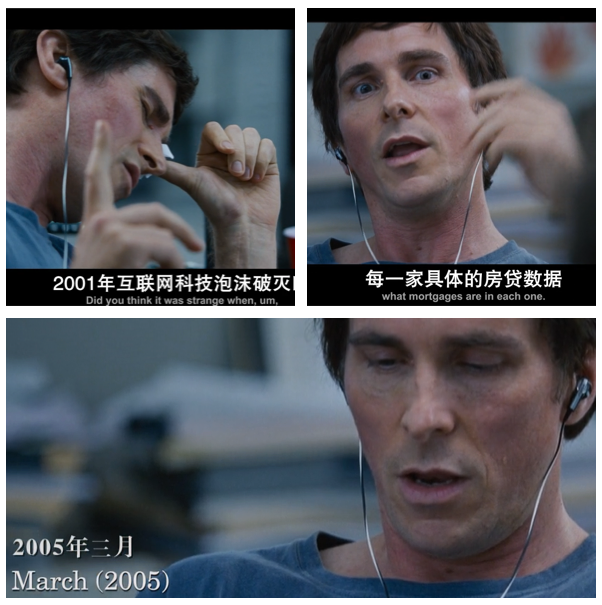 2001年互联网科技泡沫破灭
Did you think it was strange when, um,
每一家具体的房贷数据
what mortgages are in each one.
2005年三月
March (2005)